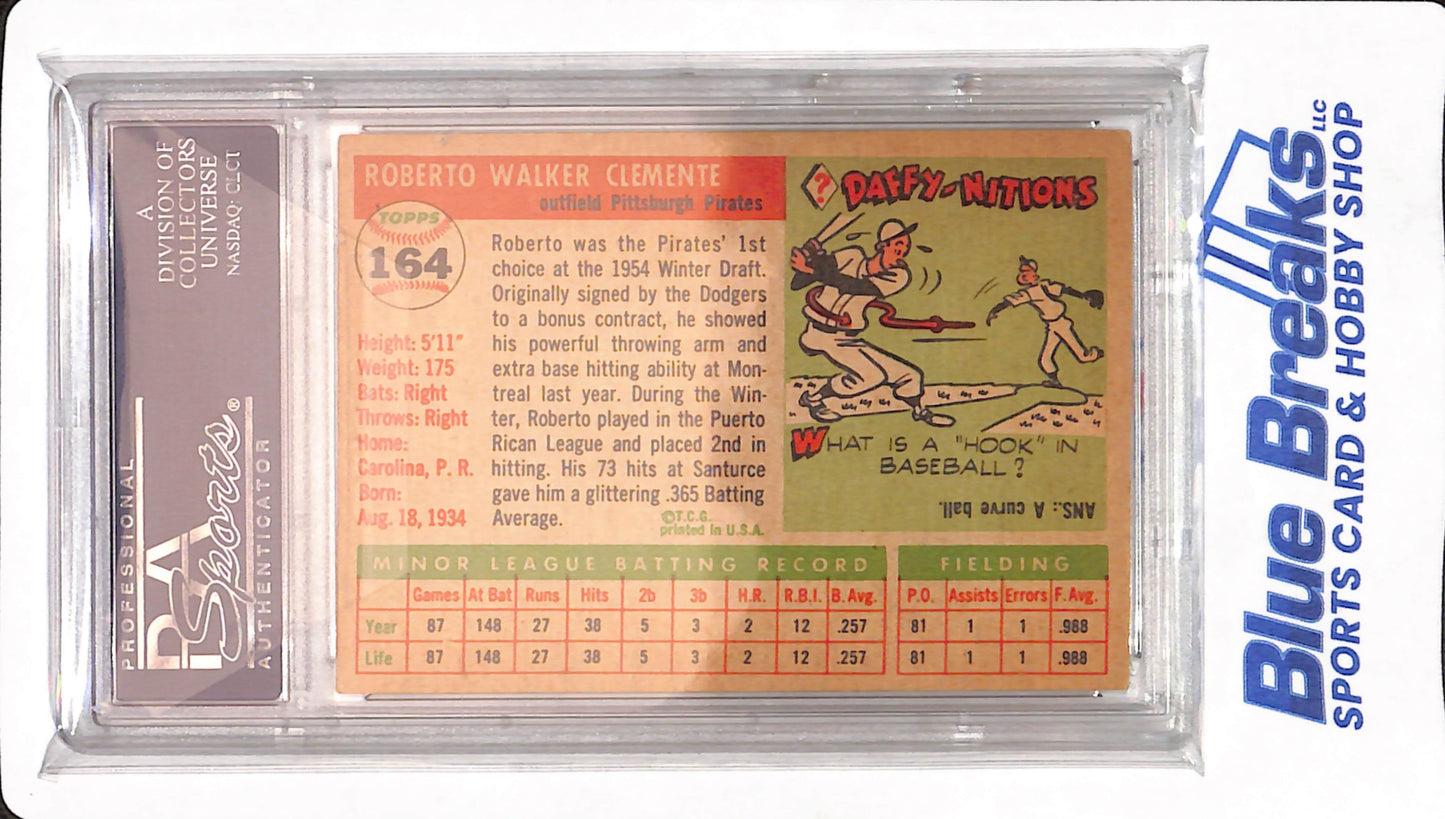 A
DIVISION OF
COLLECTORS
UNIVERSE
NASDAQ: CLCT
PROFESSIONAL
PSA
Sports®
AUTHENTICATOR
ROBERTO WALKER CLEMENTE
outfield Pittsburgh Pirates
TOPPS
164
Height: 5'11"
Weight: 175
Bats: Right
Throws: Right
Home:
Carolina, P. R.
Born:
Aug. 18, 1934
Roberto was the Pirates' 1st
choice at the 1954 Winter Draft.
Originally signed by the Dodgers
to a bonus contract, he showed
his powerful throwing arm and
extra base hitting ability at Mon-
treal last year. During the Win-
ter, Roberto played in the Puerto
Rican League and placed 2nd in
hitting. His 73 hits at Santurce
gave him a glittering .365 Batting
Average.
©T.C.G.
printed in U.S.A.
? DAFFY-NITIONS
WHAT IS A "HOOK" IN
BASEBALL?
ANS.: A curve ball.
MINOR LEAGUE BATTING RECORD
Games At Bat Runs Hits 2b 3b H.R. R.B.I. B. Avg.
Year 87 148 27 38 5 3 2 12 .257
Life 87 148 27 38 5 3 2 12 .257
FIELDING
P.O. Assists Errors F. Avg.
81 1 1 .988
81 1 1 .988
Blue Breaks LLC
SPORTS CARD & HOBBY SHOP